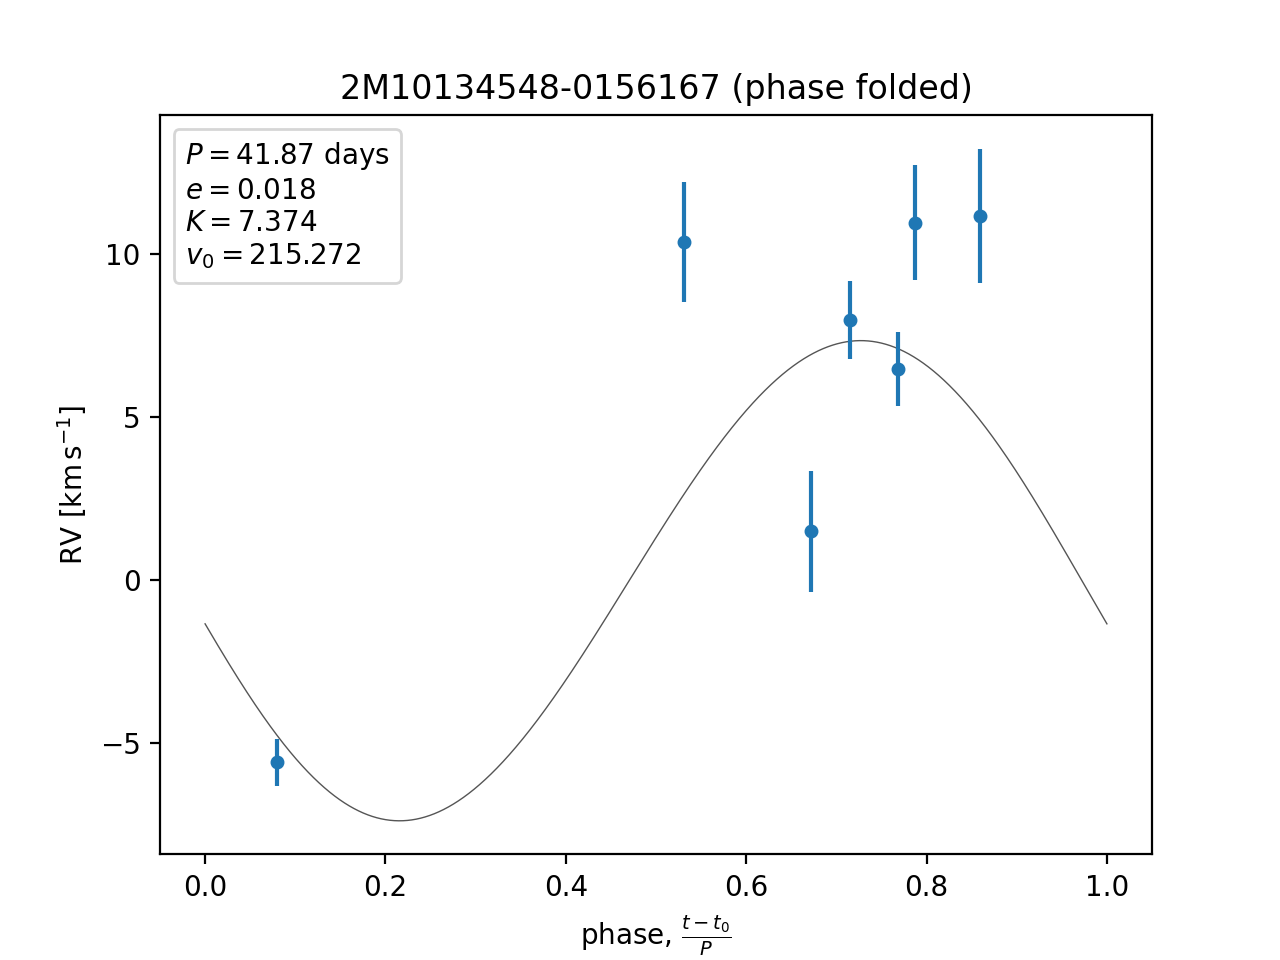 2M10134548-0156167 (phase folded)
P = 41.87 days
e = 0.018
K = 7.374
v₀ = 215.272
10
5
0
−5
RV [km s⁻¹]
0.0 0.2 0.4 0.6 0.8 1.0
phase, (t − t₀)/P